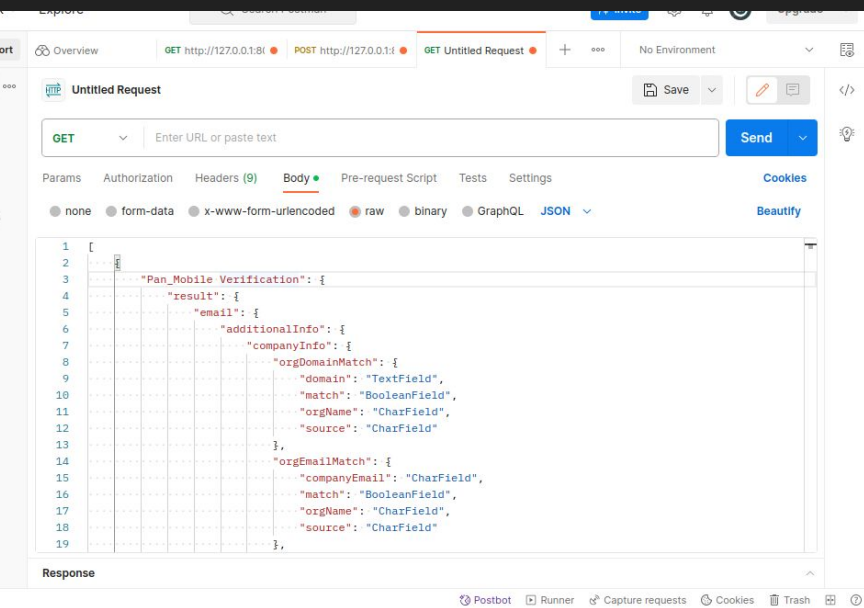 Explore
Search Postman
Invite
Upgrade
ort
Overview
GET http://127.0.0.1:8(
POST http://127.0.0.1:8
GET Untitled Request
No Environment
HTTP
Untitled Request
Save
GET
Enter URL or paste text
Send
Params Authorization Headers (9) Body Pre-request Script Tests Settings Cookies
none form-data x-www-form-urlencoded raw binary GraphQL JSON Beautify
1 [
2 {
3 "Pan_Mobile Verification": {
4 "result": {
5 "email": {
6 "additionalInfo": {
7 "companyInfo": {
8 "orgDomainMatch": {
9 "domain": "TextField",
10 "match": "BooleanField",
11 "orgName": "CharField",
12 "source": "CharField"
13 },
14 "orgEmailMatch": {
15 "companyEmail": "CharField",
16 "match": "BooleanField",
17 "orgName": "CharField",
18 "source": "CharField"
19 },
Response
Postbot Runner Capture requests Cookies Trash